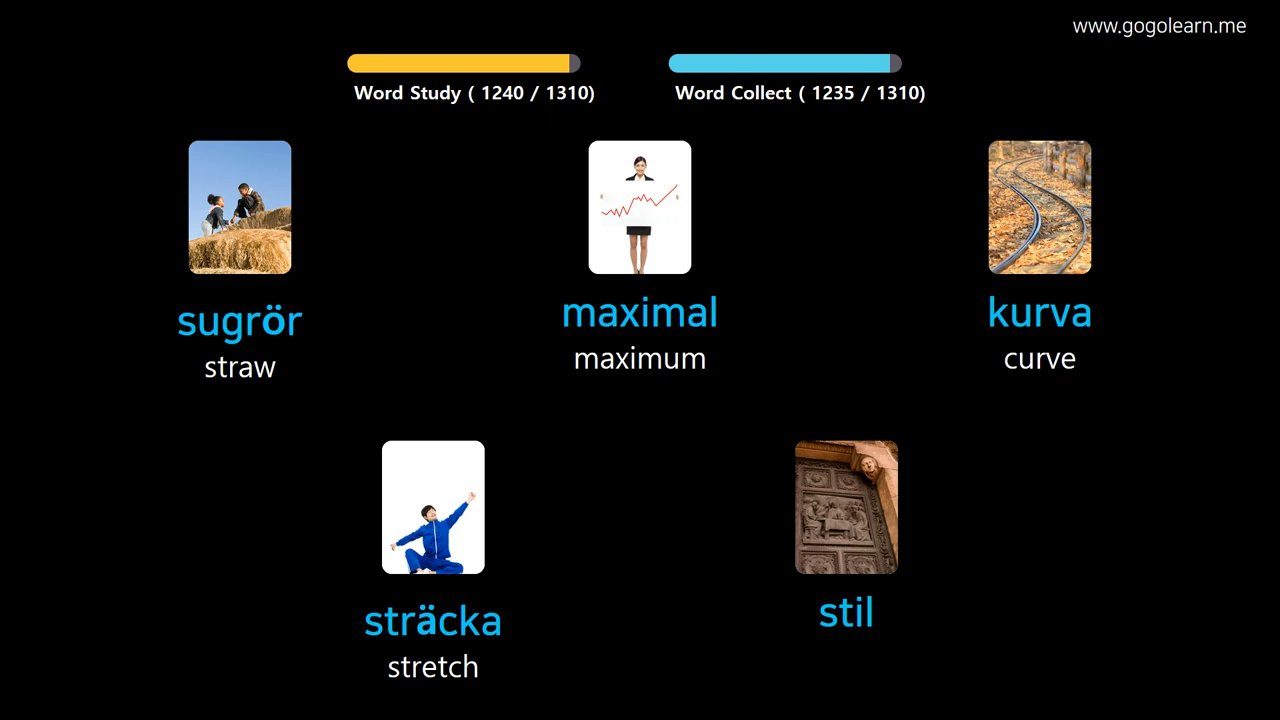 www.gogolearn.me
Word Study ( 1240 / 1310)
Word Collect ( 1235 / 1310)
sugrör
straw
maximal
maximum
kurva
curve
sträcka
stretch
stil